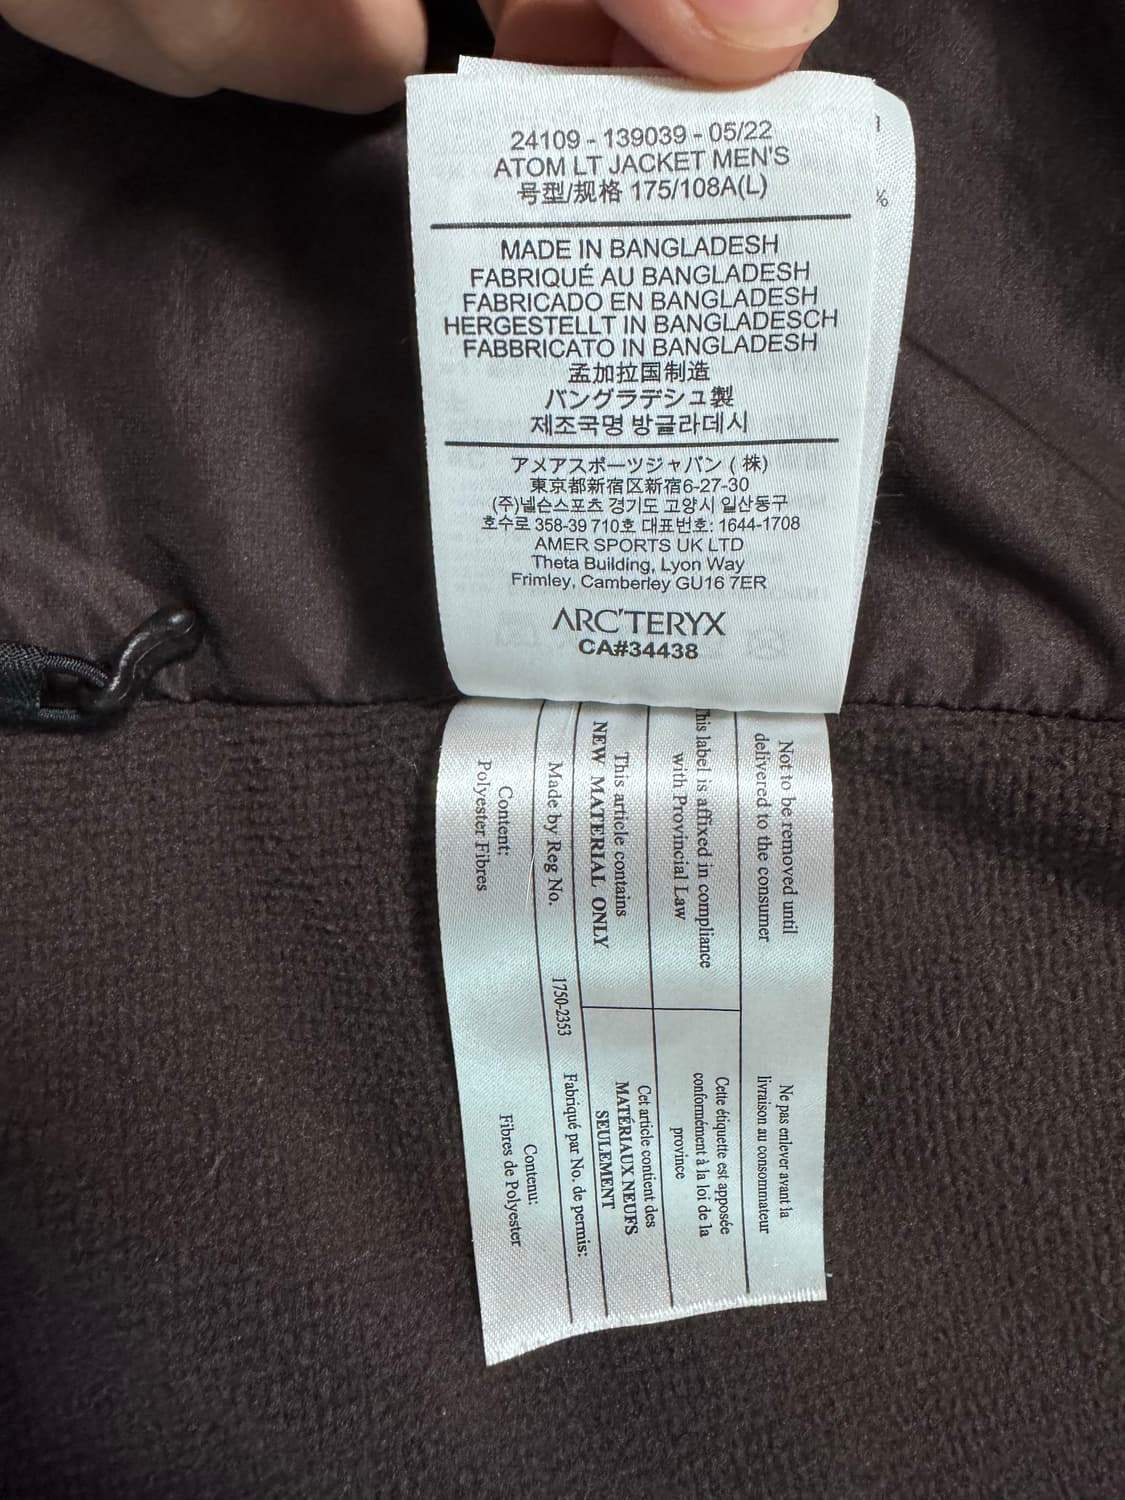 24109 - 139039 - 05/22
ATOM LT JACKET MEN'S
号型/规格 175/108A(L)
MADE IN BANGLADESH
FABRIQUÉ AU BANGLADESH
FABRICADO EN BANGLADESH
HERGESTELLT IN BANGLADESCH
FABBRICATO IN BANGLADESH
孟加拉国制造
バングラデシュ製
제조국명 방글라데시
アメアスポーツジャパン (株)
東京都新宿区新宿6-27-30
(주)넬슨스포츠 경기도 고양시 일산동구
호수로 358-39 710호 대표번호: 1644-1708
AMER SPORTS UK LTD
Theta Building, Lyon Way
Frimley, Camberley GU16 7ER
ARC'TERYX
CA#34438
%
Not to be removed until
delivered to the consumer
Ne pas enlever avant la
livraison au consommateur
This label is affixed in compliance
with Provincial Law
Cette étiquette est apposée
conformément à la loi de la
province
This article contains
NEW MATERIAL ONLY
Cet article contient des
MATÉRIAUX NEUFS
SEULEMENT
Made by Reg No. 1750-2353 Fabriqué par No. de permis:
Content:
Polyester Fibres
Contenu:
Fibres de Polyester